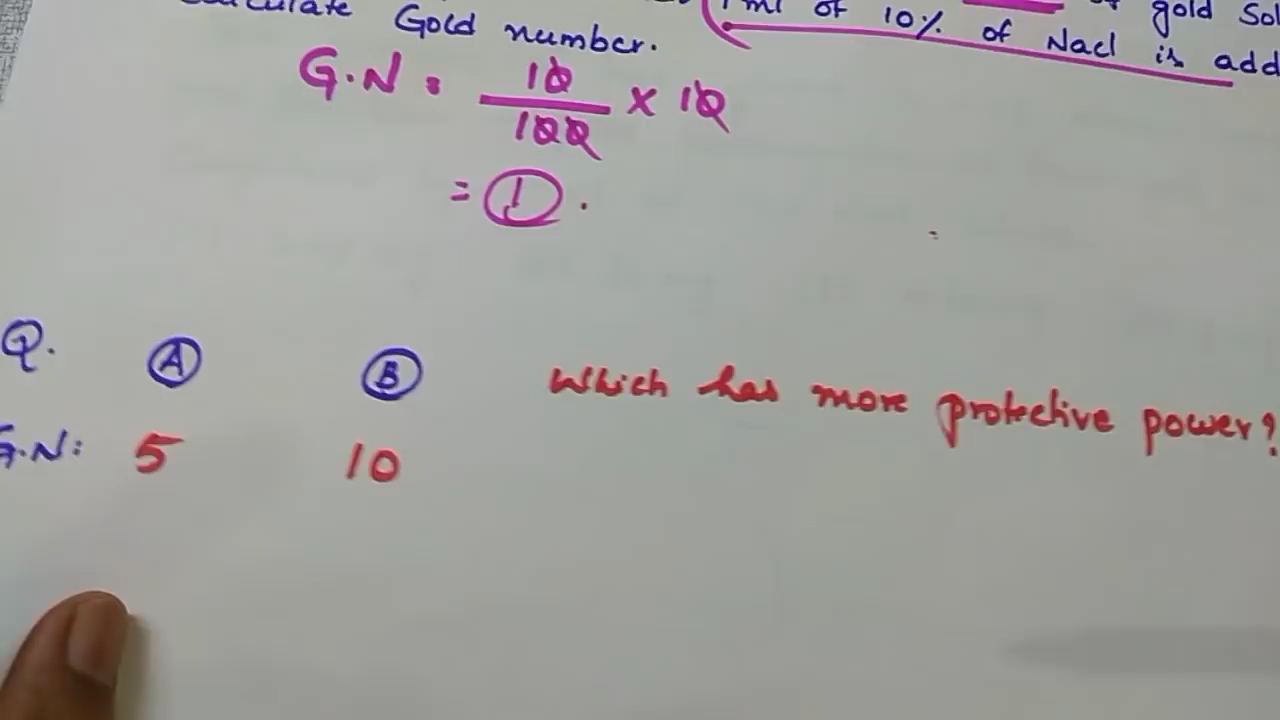 1ml of 10% of Nacl is add
gold Sol
Calculate Gold number.
G.N = 10/100 × 10
= 1.
Q. A B Which has more protective power?
G.N: 5 10